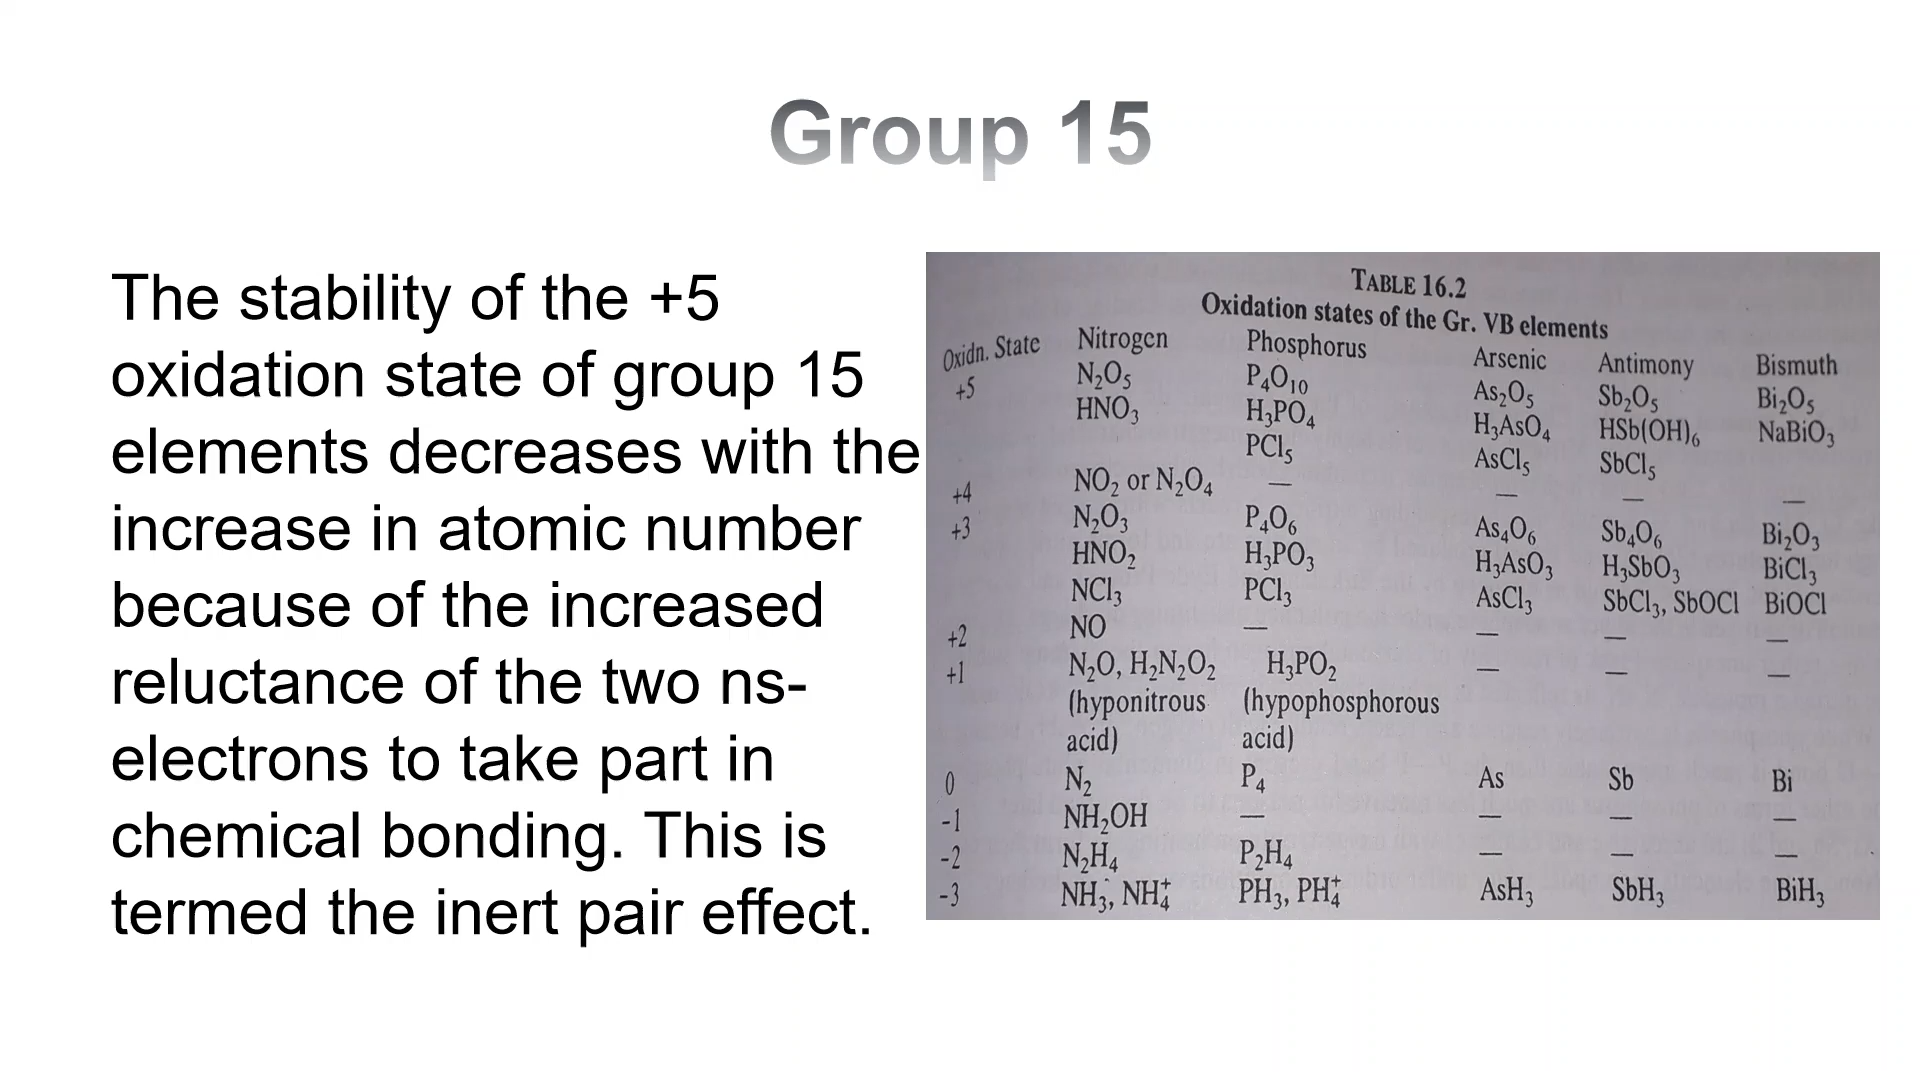 Group 15
The stability of the +5
oxidation state of group 15
elements decreases with the
increase in atomic number
because of the increased
reluctance of the two ns-
electrons to take part in
chemical bonding. This is
termed the inert pair effect.
TABLE 16.2
Oxidation states of the Gr. VB elements
Oxidn. State Nitrogen Phosphorus Arsenic Antimony Bismuth
+5 N₂O₅ P₄O₁₀ As₂O₅ Sb₂O₅ Bi₂O₅
HNO₃ H₃PO₄ H₃AsO₄ HSb(OH)₆ NaBiO₃
PCl₅ AsCl₅ SbCl₅
+4 NO₂ or N₂O₄ — — — —
+3 N₂O₃ P₄O₆ As₄O₆ Sb₄O₆ Bi₂O₃
HNO₂ H₃PO₃ H₃AsO₃ H₃SbO₃ BiCl₃
NCl₃ PCl₃ AsCl₃ SbCl₃, SbOCl BiOCl
+2 NO — — — —
+1 N₂O, H₂N₂O₂ H₃PO₂ — — —
(hyponitrous (hypophosphorous
acid) acid)
0 N₂ P₄ As Sb Bi
-1 NH₂OH — — — —
-2 N₂H₄ P₂H₄ — — —
-3 NH₃, NH₄⁺ PH₃, PH₄⁺ AsH₃ SbH₃ BiH₃